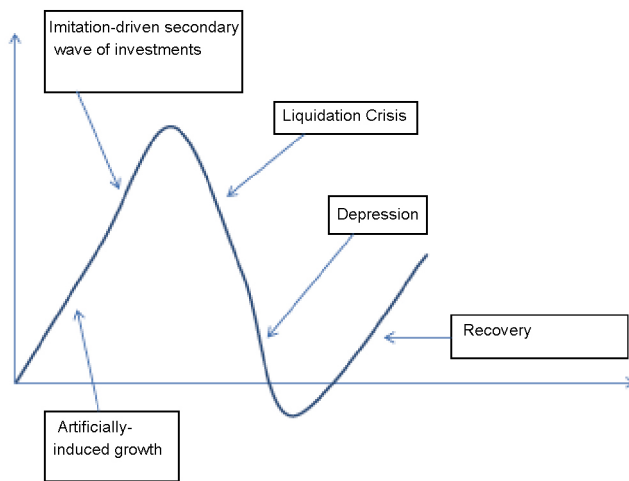 Imitation-driven secondary
wave of investments
Liquidation Crisis
Depression
Recovery
Artificially-
induced growth